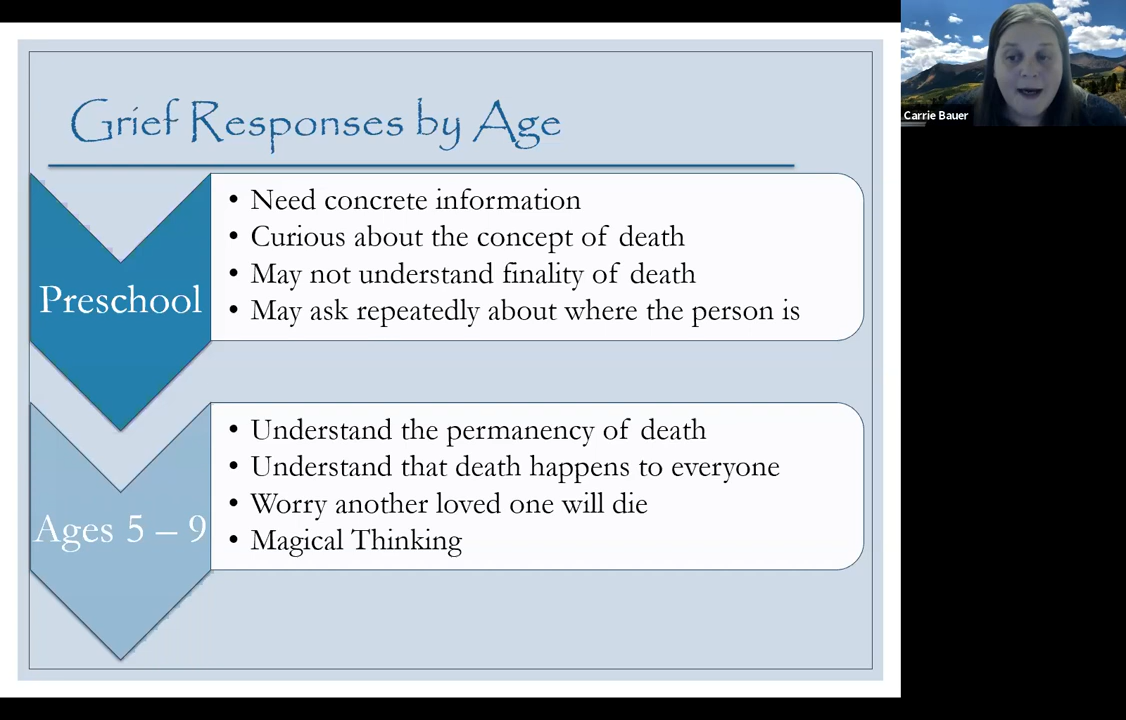 Grief Responses by Age
Preschool
• Need concrete information
• Curious about the concept of death
• May not understand finality of death
• May ask repeatedly about where the person is
Ages 5 – 9
• Understand the permanency of death
• Understand that death happens to everyone
• Worry another loved one will die
• Magical Thinking
Carrie Bauer